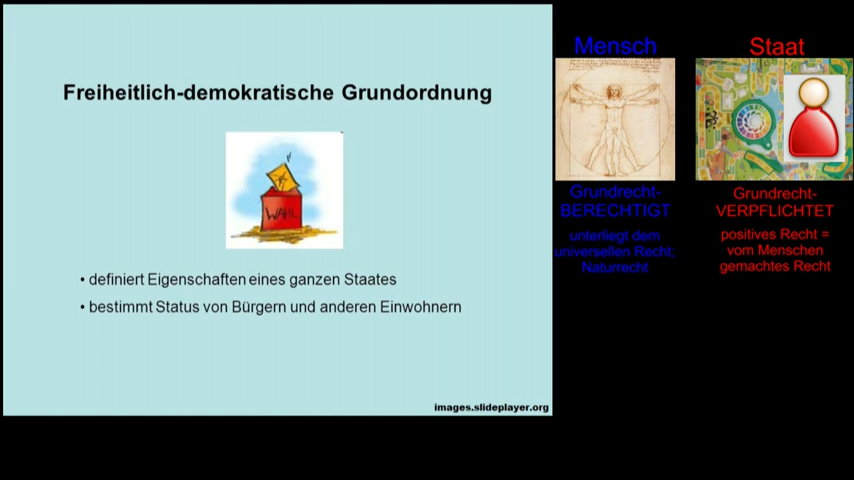 Freiheitlich-demokratische Grundordnung
WAHL
• definiert Eigenschaften eines ganzen Staates
• bestimmt Status von Bürgern und anderen Einwohnern
images.slideplayer.org
Mensch
Grundrecht-
BERECHTIGT
unterliegt dem
universellen Recht;
Naturrecht
Staat
Grundrecht-
VERPFLICHTET
positives Recht =
vom Menschen
gemachtes Recht